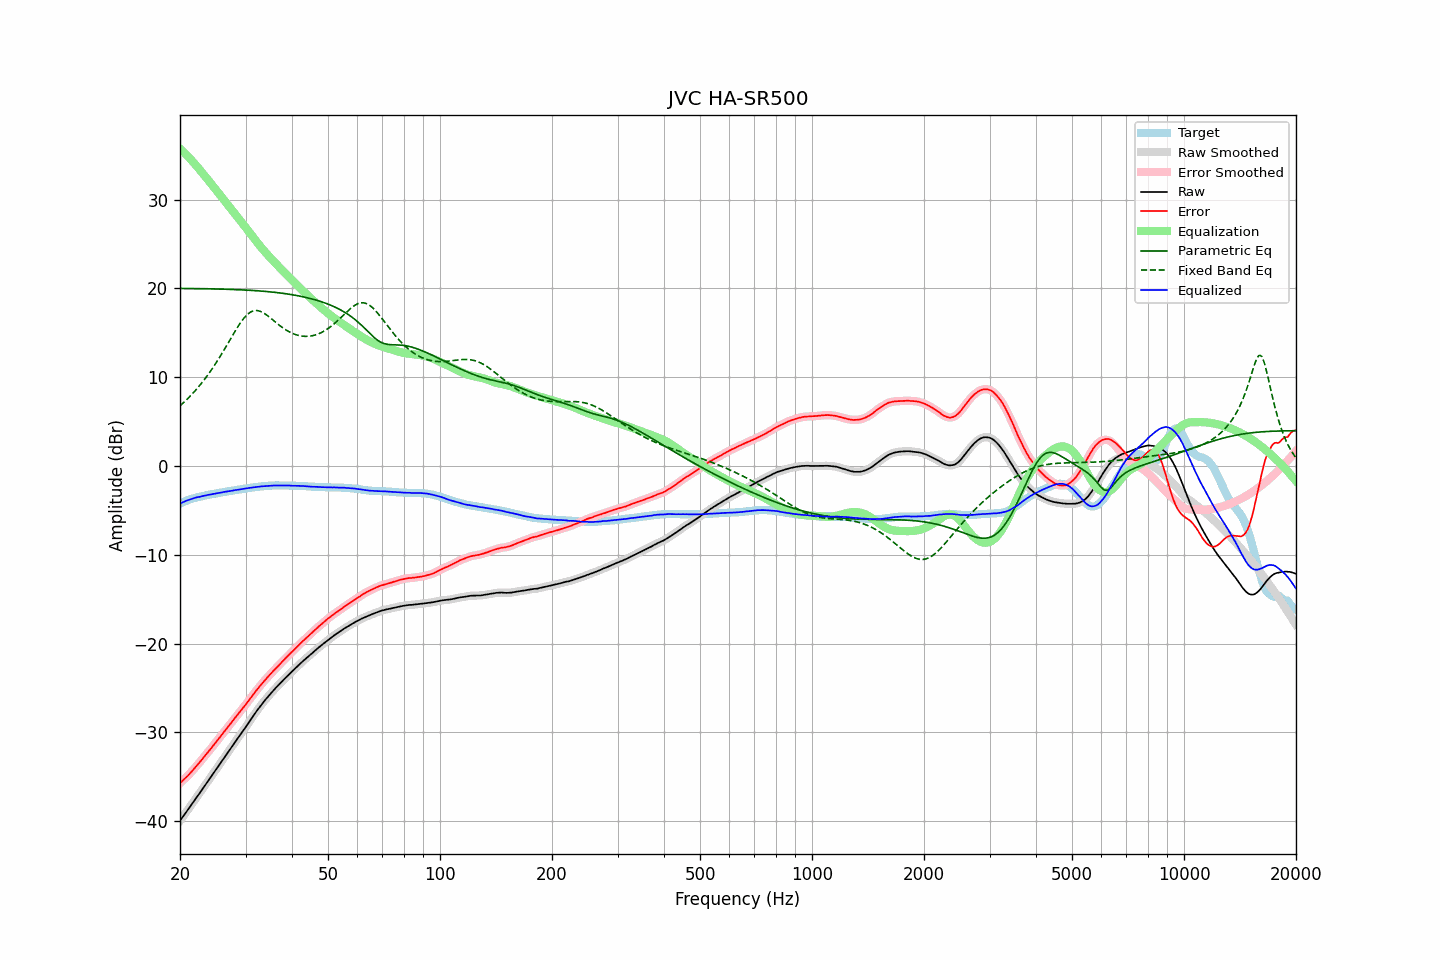 JVC HA-SR500
Target
Raw Smoothed
Error Smoothed
Raw
Error
Equalization
Parametric Eq
Fixed Band Eq
Equalized
30
20
10
0
−10
−20
−30
−40
Amplitude (dBr)
20
50
100
200
500
1000
2000
5000
10000
20000
Frequency (Hz)